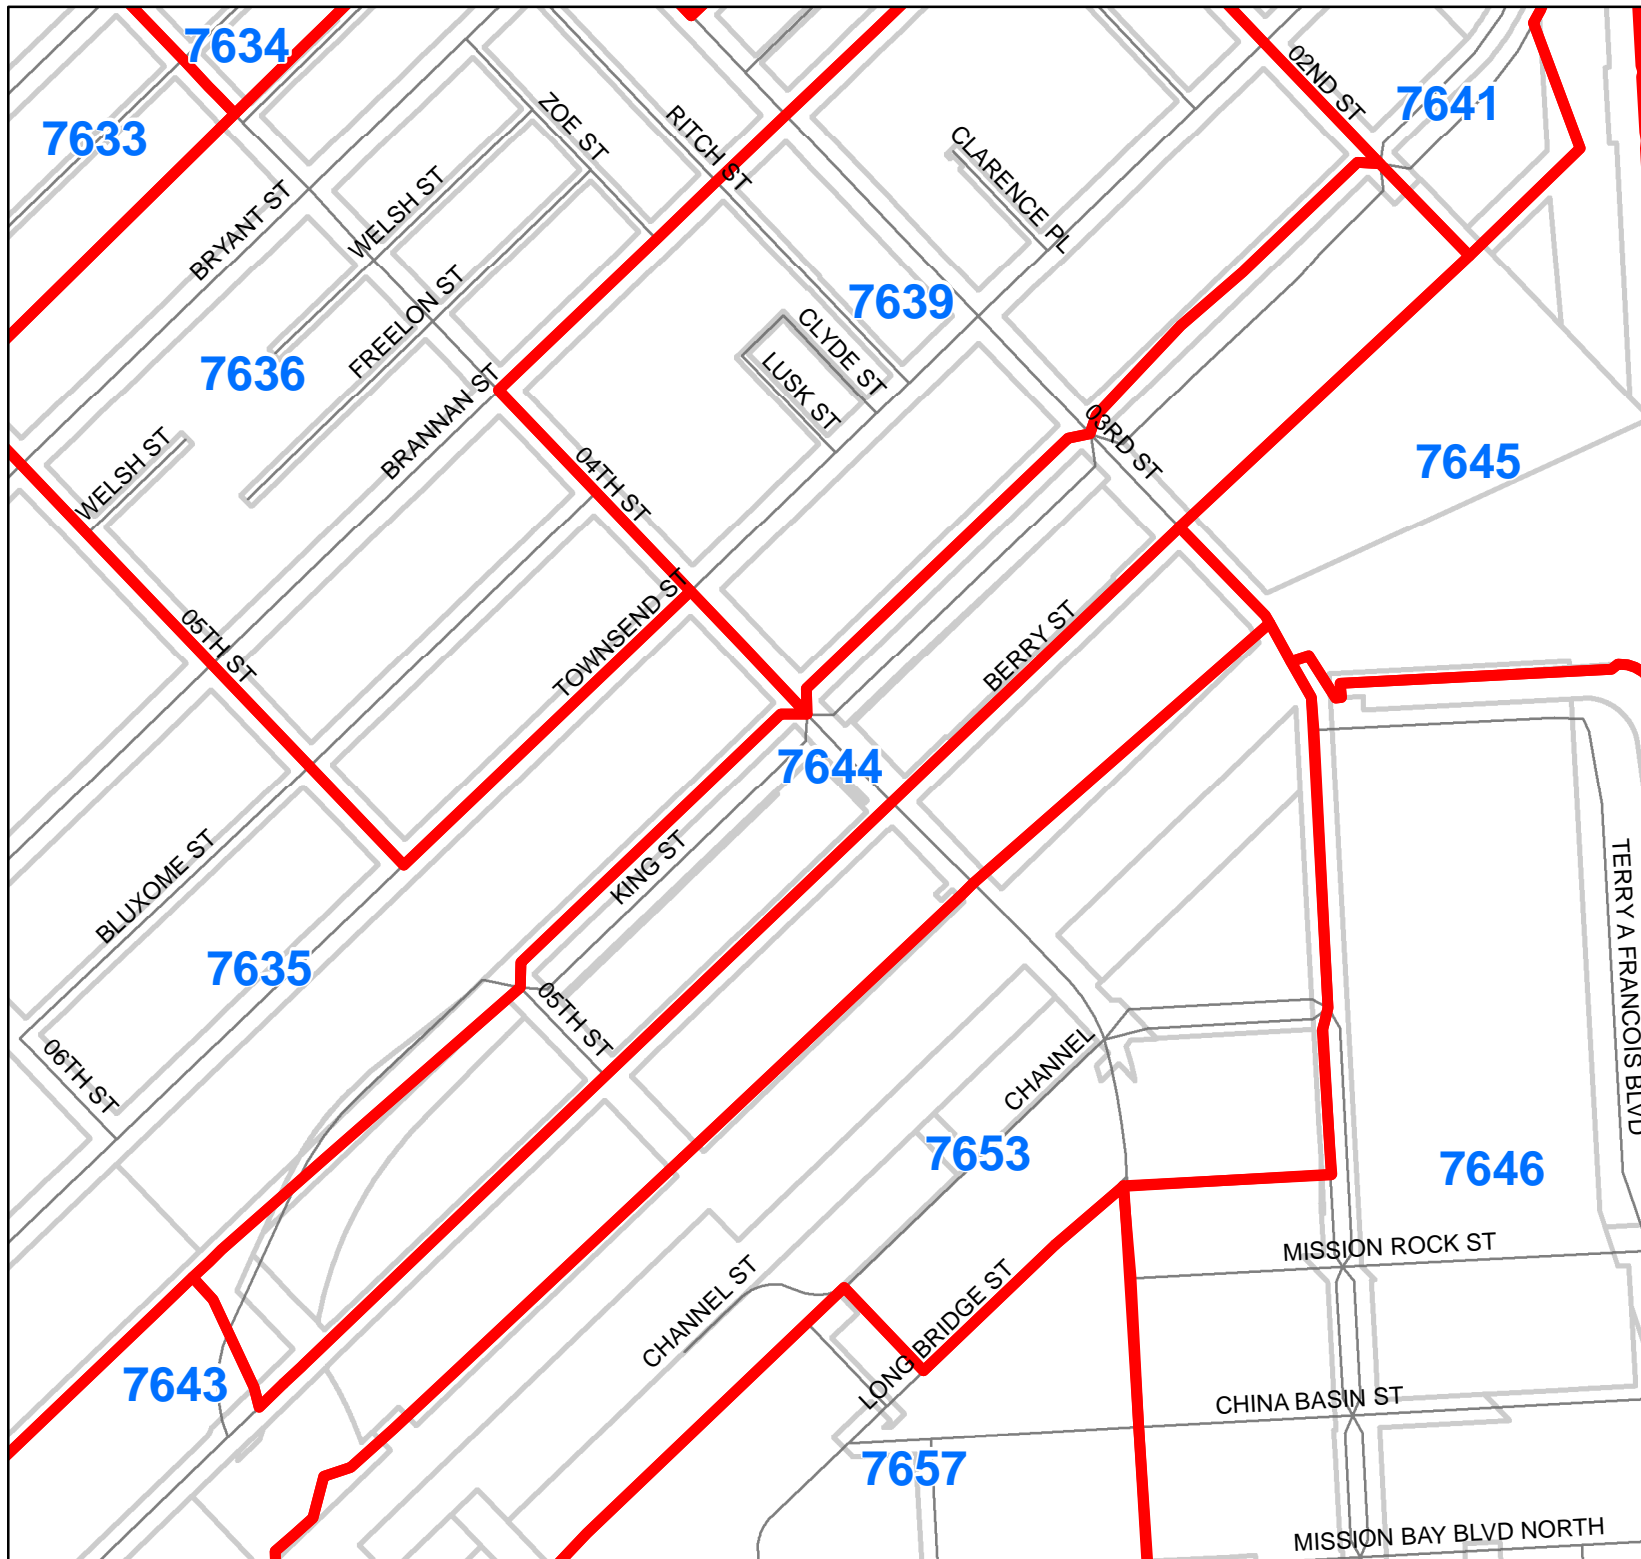 7634
02ND ST
7641
7633
ZOE ST
RITCH ST
CLARENCE PL
WELSH ST
BRYANT ST
7639
FREELON ST
CLYDE ST
7636
LUSK ST
BRANNAN ST
03RD ST
7645
WELSH ST
04TH ST
05TH ST
TOWNSEND ST
BERRY ST
7644
BLUXOME ST
KING ST
TERRY A FRANCOIS BLVD
7635
05TH ST
06TH ST
CHANNEL
7653
7646
MISSION ROCK ST
CHANNEL ST
LONG BRIDGE ST
7643
CHINA BASIN ST
7657
MISSION BAY BLVD NORTH